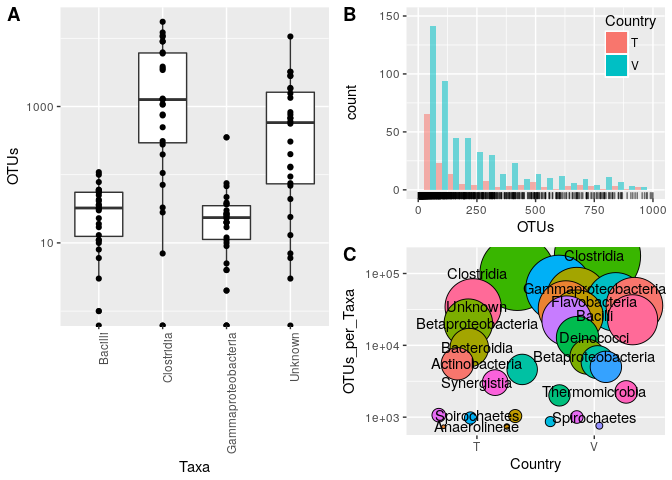 A
OTUs
1000
10
Bacilli
Clostridia
Gammaproteobacteria
Unknown
Taxa
B
count
150
100
50
0
0
250
500
750
1000
OTUs
Country
T
V
C
OTUs_per_Taxa
1e+05
1e+04
1e+03
Clostridia
Clostridia
Gammaproteobacteria
Unknown
Flavobacteria
Betaproteobacteria
Bacilli
Deinococci
Bacteroidia
Betaproteobacteria
Actinobacteria
Synergistia
Thermomicrobia
Spirochaetes
Spirochaetes
Anaerolineae
T
V
Country